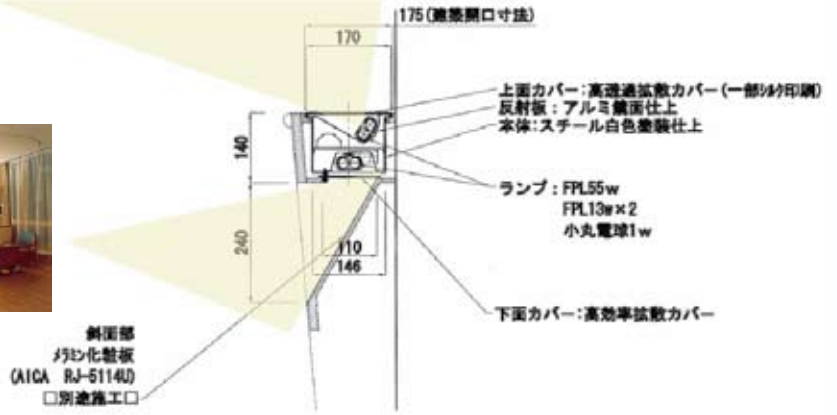 175(建築開口寸法)
170
上面カバー:高透過拡散カバー(一部シルク印刷)
反射板:アルミ鏡面仕上
本体:スチール白色塗装仕上
140
ランプ:FPL55w
FPL13w×2
小丸電球1w
240
110
146
下面カバー:高効率拡散カバー
斜面部
メラミン化粧板
(AICA RJ-5114U)
□別途施工□